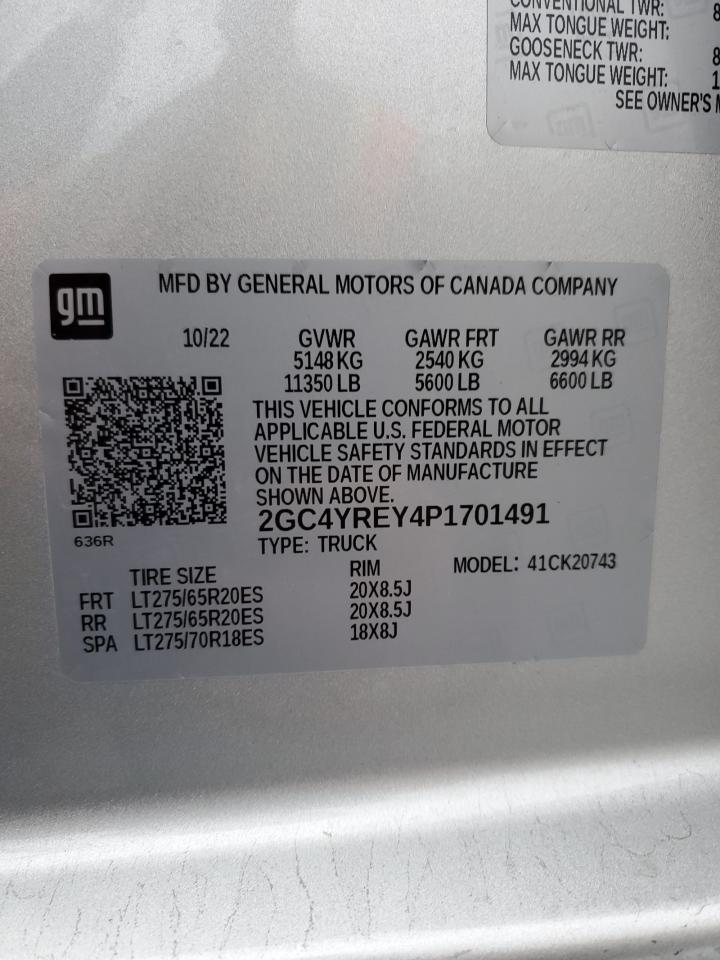 CONVENTIONAL TWR: 8
MAX TONGUE WEIGHT:
GOOSENECK TWR: 8
MAX TONGUE WEIGHT: 1
SEE OWNER'S M
gm
MFD BY GENERAL MOTORS OF CANADA COMPANY
10/22 GVWR GAWR FRT GAWR RR
5148 KG 2540 KG 2994 KG
11350 LB 5600 LB 6600 LB
THIS VEHICLE CONFORMS TO ALL
APPLICABLE U.S. FEDERAL MOTOR
VEHICLE SAFETY STANDARDS IN EFFECT
ON THE DATE OF MANUFACTURE
SHOWN ABOVE.
2GC4YREY4P1701491
636R
TYPE: TRUCK
MODEL: 41CK20743
TIRE SIZE RIM
FRT LT275/65R20ES 20X8.5J
RR LT275/65R20ES 20X8.5J
SPA LT275/70R18ES 18X8J